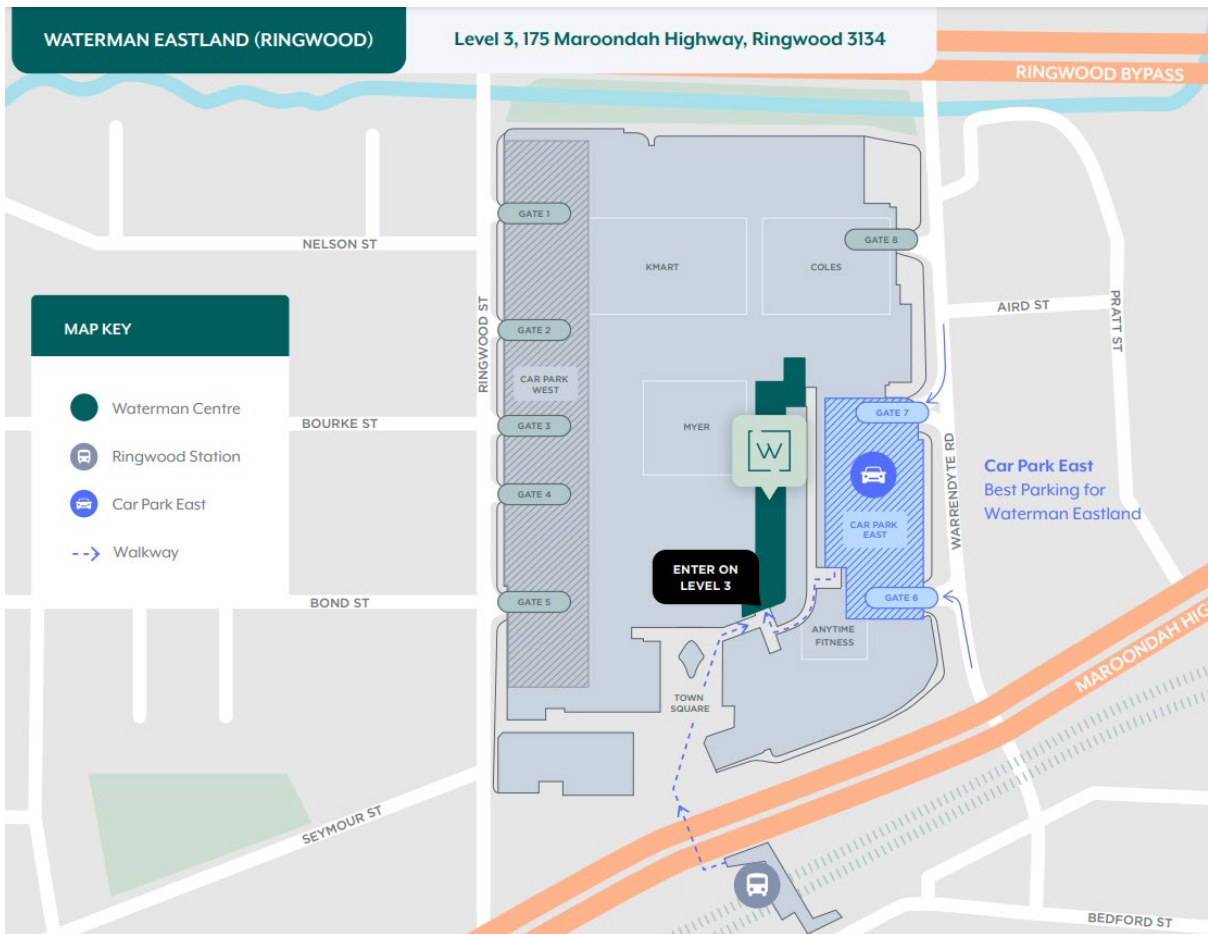 WATERMAN EASTLAND (RINGWOOD)
Level 3, 175 Maroondah Highway, Ringwood 3134
RINGWOOD BYPASS
GATE 1
NELSON ST
GATE 8
KMART
COLES
MAP KEY
Waterman Centre
Ringwood Station
Car Park East
Walkway
RINGWOOD ST
GATE 2
CAR PARK
WEST
AIRD ST
PRATT ST
BOURKE ST
GATE 3
MYER
W
GATE 7
GATE 4
CAR PARK
EAST
WARRENDYTE RD
Car Park East
Best Parking for
Waterman Eastland
ENTER ON
LEVEL 3
BOND ST
GATE 5
GATE 6
ANYTIME
FITNESS
TOWN
SQUARE
MAROONDAH HIG
SEYMOUR ST
BEDFORD ST